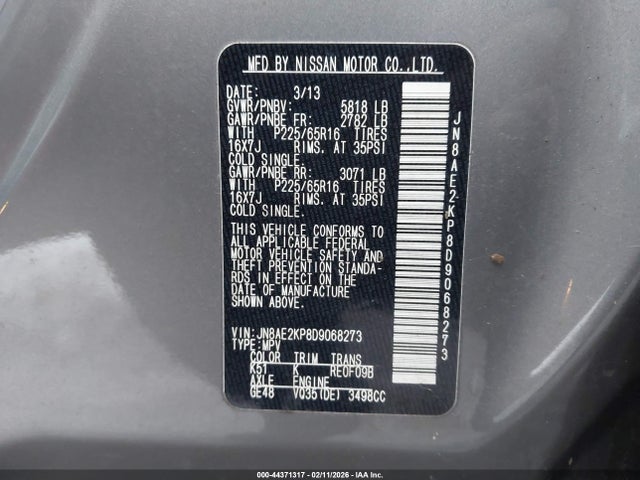 MFD BY NISSAN MOTOR CO.,LTD.
DATE: 3/13
GVWR/PNBV: 5818 LB
GAWR/PNBE FR: 2782 LB
WITH P225/65R16 TIRES
16X7J RIMS, AT 35PSI
COLD SINGLE.
GAWR/PNBE RR: 3071 LB
WITH P225/65R16 TIRES
16X7J RIMS, AT 35PSI
COLD SINGLE.
THIS VEHICLE CONFORMS TO
ALL APPLICABLE FEDERAL
MOTOR VEHICLE SAFETY AND
THEFT PREVENTION STANDA-
RDS IN EFFECT ON THE
DATE OF MANUFACTURE
SHOWN ABOVE.
VIN:JN8AE2KP8D9068273
TYPE:MPV
COLOR TRIM TRANS
K51 K RE0F09B
AXLE ENGINE
GE48 VQ35(DE) 3498CC
JN8AE2KP8D9068273
000-44371317 - 02/11/2026 - IAAI.com